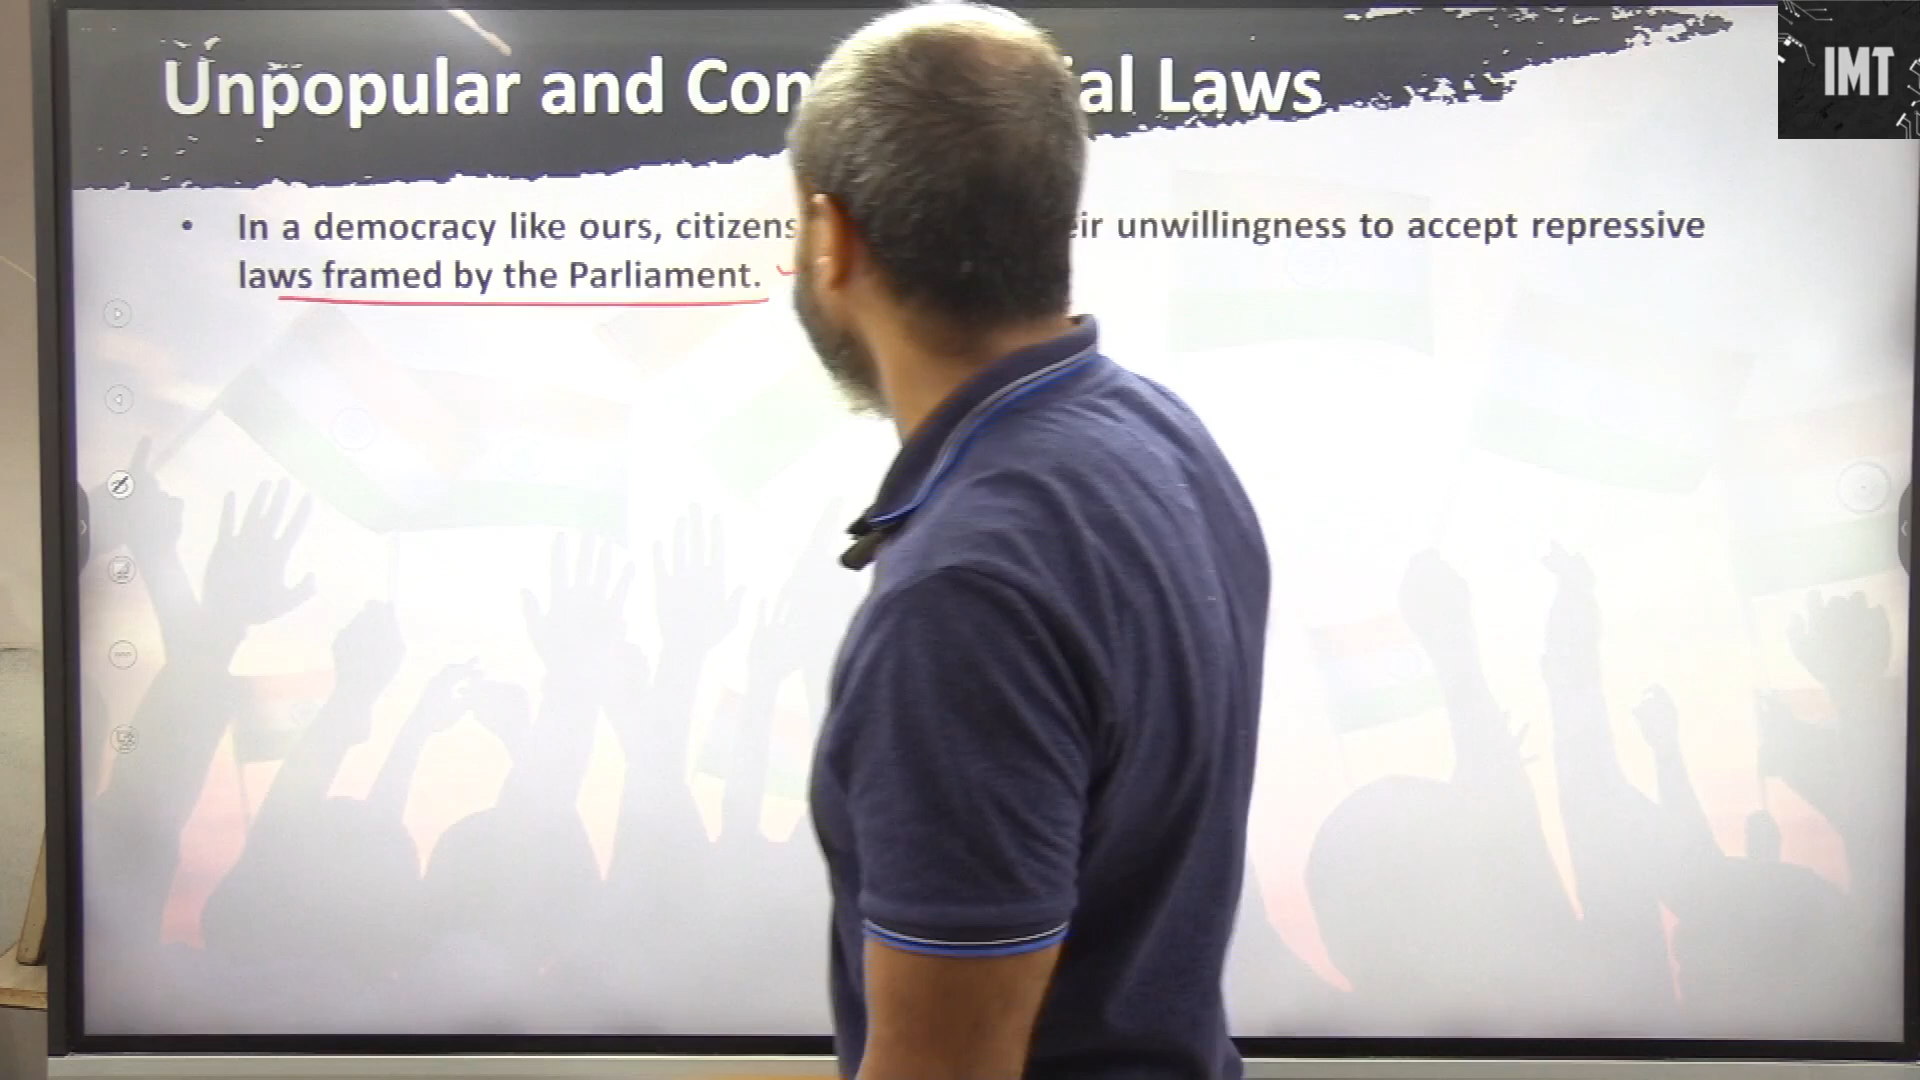 Unpopular and Con ial Laws
IMT
• In a democracy like ours, citizens eir unwillingness to accept repressive
laws framed by the Parliament.